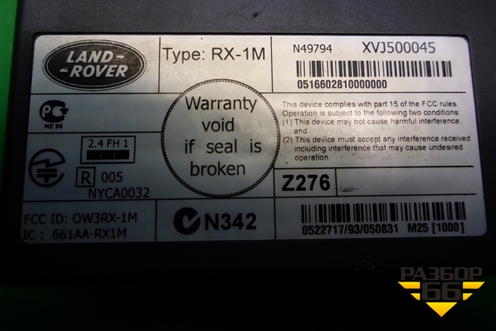 LAND-
-ROVER
Type: RX-1M
N49794 XVJ500045
0516602810000000
This device complies with part 15 of the FCC rules.
Operation is subject to the following two conditions:
(1) This device may not cause harmful interference,
and
(2) This device must accept any interference received
including interference that may cause undesired
operation.
Warranty
void
if seal is
broken
PC
ME 96
2.4 FH 1
R 005
NYCA0032
FCC ID: OW3RX-1M
IC : 661AA-RX1M
N342
Z276
0522717/93/050831 M25 [1000]
РАЗБОР
66